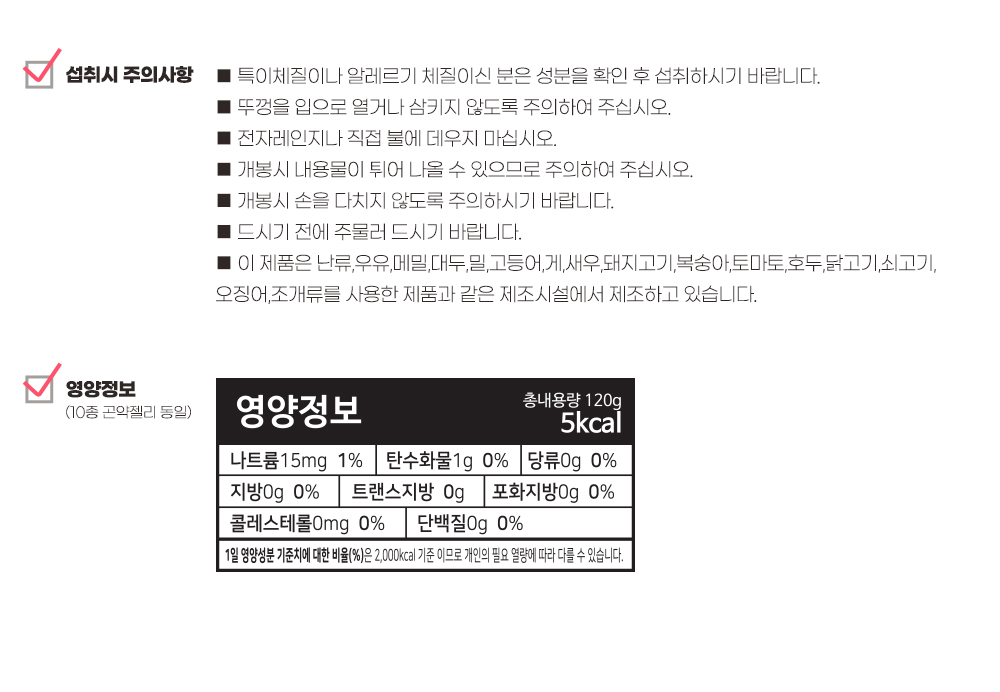 섭취시 주의사항
■ 특이체질이나 알레르기 체질이신 분은 성분을 확인 후 섭취하시기 바랍니다.
■ 뚜껑을 입으로 열거나 삼키지 않도록 주의하여 주십시오.
■ 전자레인지나 직접 불에 데우지 마십시오.
■ 개봉시 내용물이 튀어 나올 수 있으므로 주의하여 주십시오.
■ 개봉시 손을 다치지 않도록 주의하시기 바랍니다.
■ 드시기 전에 주물러 드시기 바랍니다.
■ 이 제품은 난류,우유,메밀,대두,밀,고등어,게,새우,돼지고기,복숭아,토마토,호두,닭고기,쇠고기,
오징어,조개류를 사용한 제품과 같은 제조시설에서 제조하고 있습니다.
영양정보
(10종 곤약젤리 동일)
영양정보
총내용량 120g
5kcal
나트륨15mg 1% 탄수화물1g 0% 당류0g 0%
지방0g 0% 트랜스지방 0g 포화지방0g 0%
콜레스테롤0mg 0% 단백질0g 0%
1일 영양성분 기준치에 대한 비율(%)은 2,000kcal 기준 이므로 개인의 필요 열량에 따라 다를 수 있습니다.